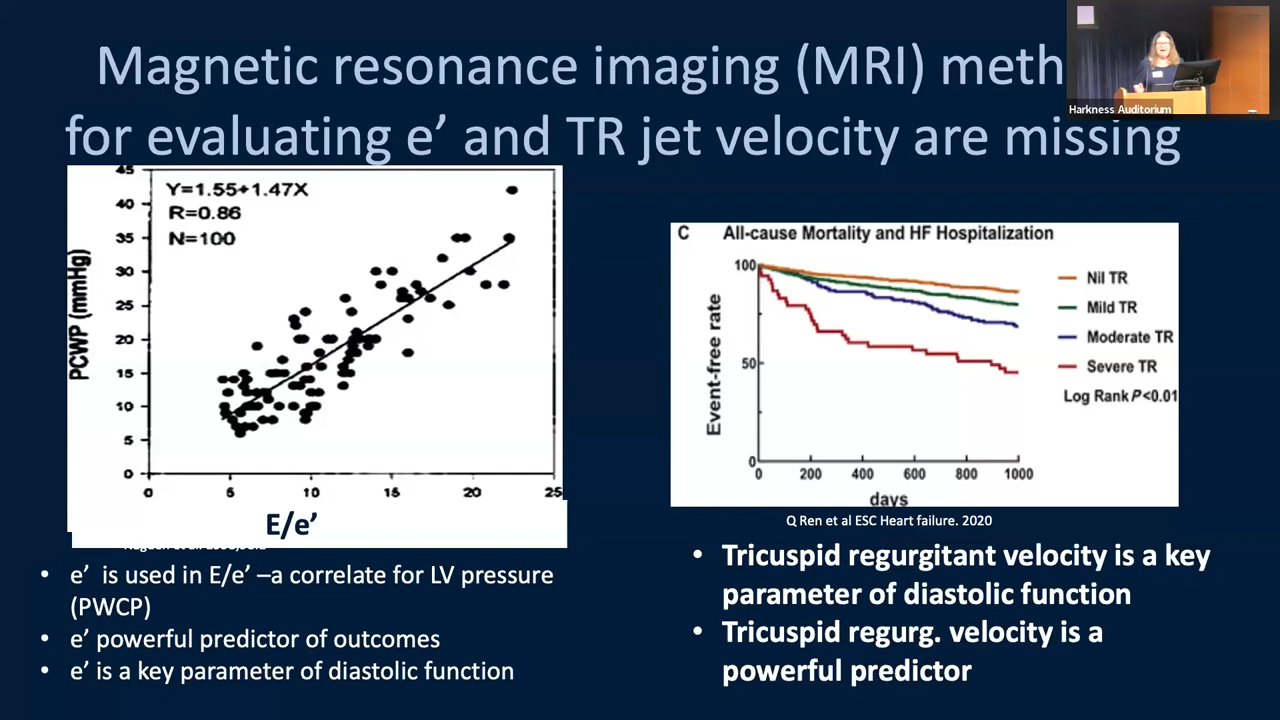 Magnetic resonance imaging (MRI) meth
for evaluating e’ and TR jet velocity are missing
Harkness Auditorium
Y=1.55+1.47X
R=0.86
N=100
PCWP (mmHg)
45
40
35
30
25
20
15
10
5
0
0 5 10 15 20 25
E/e’
• e’ is used in E/e’ –a correlate for LV pressure
(PWCP)
• e’ powerful predictor of outcomes
• e’ is a key parameter of diastolic function
C All-cause Mortality and HF Hospitalization
Event-free rate
100
50
0
0 200 400 600 800 1000
days
Nil TR
Mild TR
Moderate TR
Severe TR
Log Rank P<0.01
Q Ren et al ESC Heart failure. 2020
• Tricuspid regurgitant velocity is a key
parameter of diastolic function
• Tricuspid regurg. velocity is a
powerful predictor